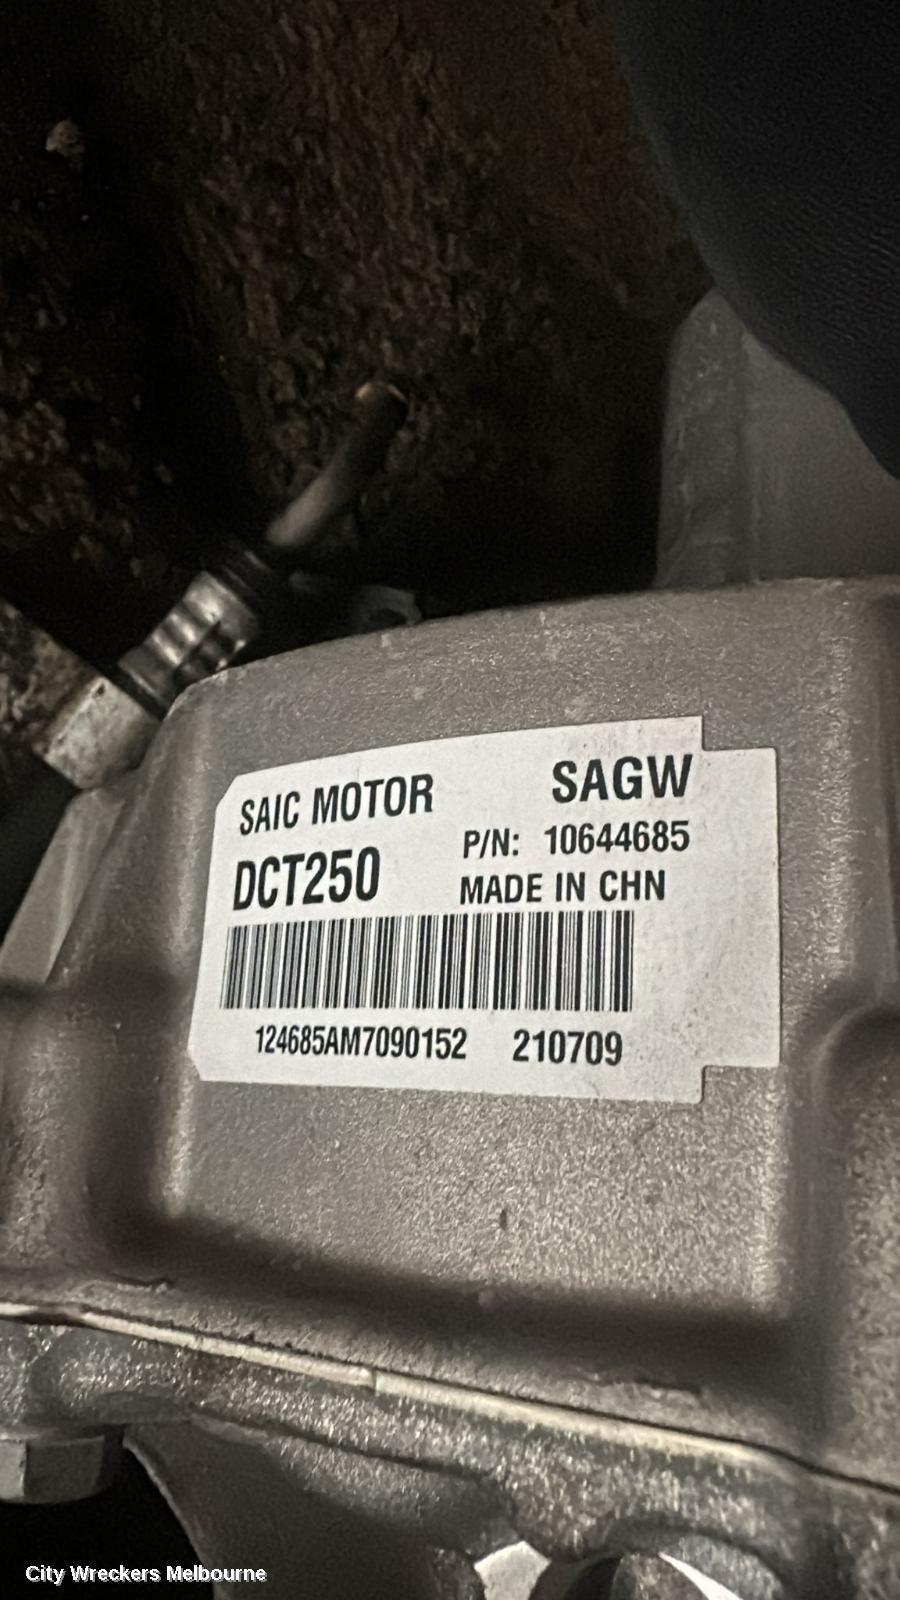 SAIC MOTOR
SAGW
DCT250
P/N: 10644685
MADE IN CHN
124685AM7090152 210709
City Wreckers Melbourne